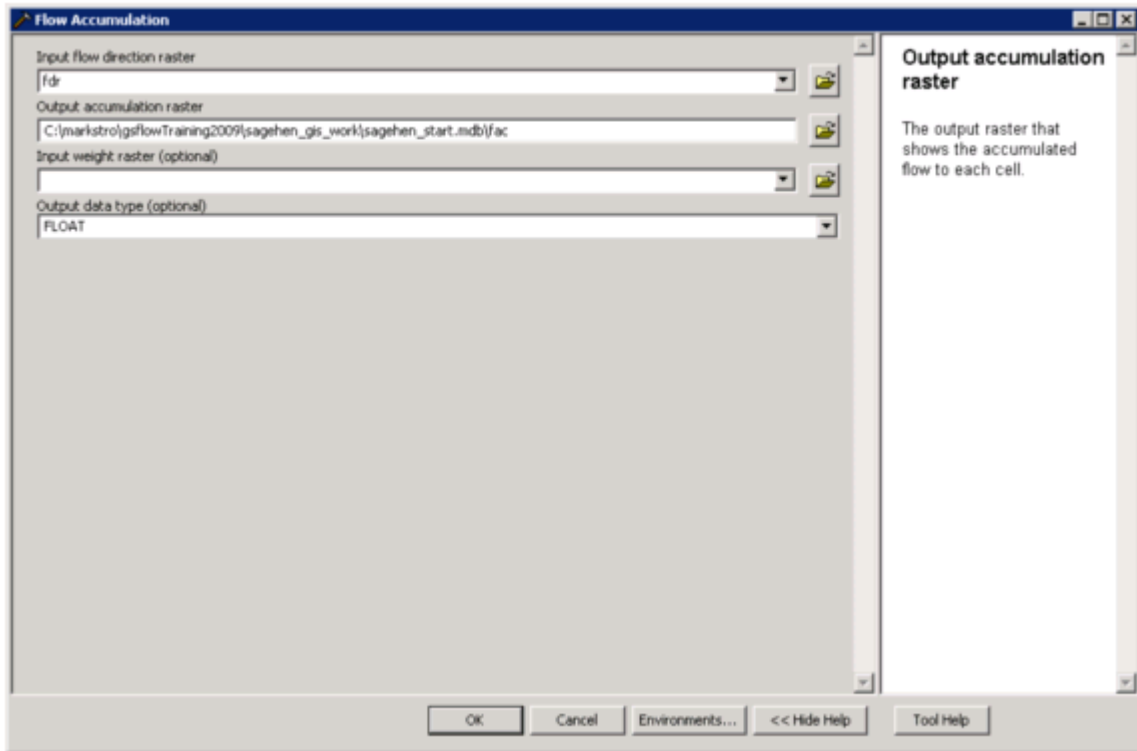 Flow Accumulation
Input flow direction raster
fdr
Output accumulation raster
C:\markstro\gsflowTraining2009\sagehen_gis_work\sagehen_start.mdb\fac
Input weight raster (optional)
Output data type (optional)
FLOAT
Output accumulation
raster
The output raster that
shows the accumulated
flow to each cell.
OK
Cancel
Environments...
<< Hide Help
Tool Help